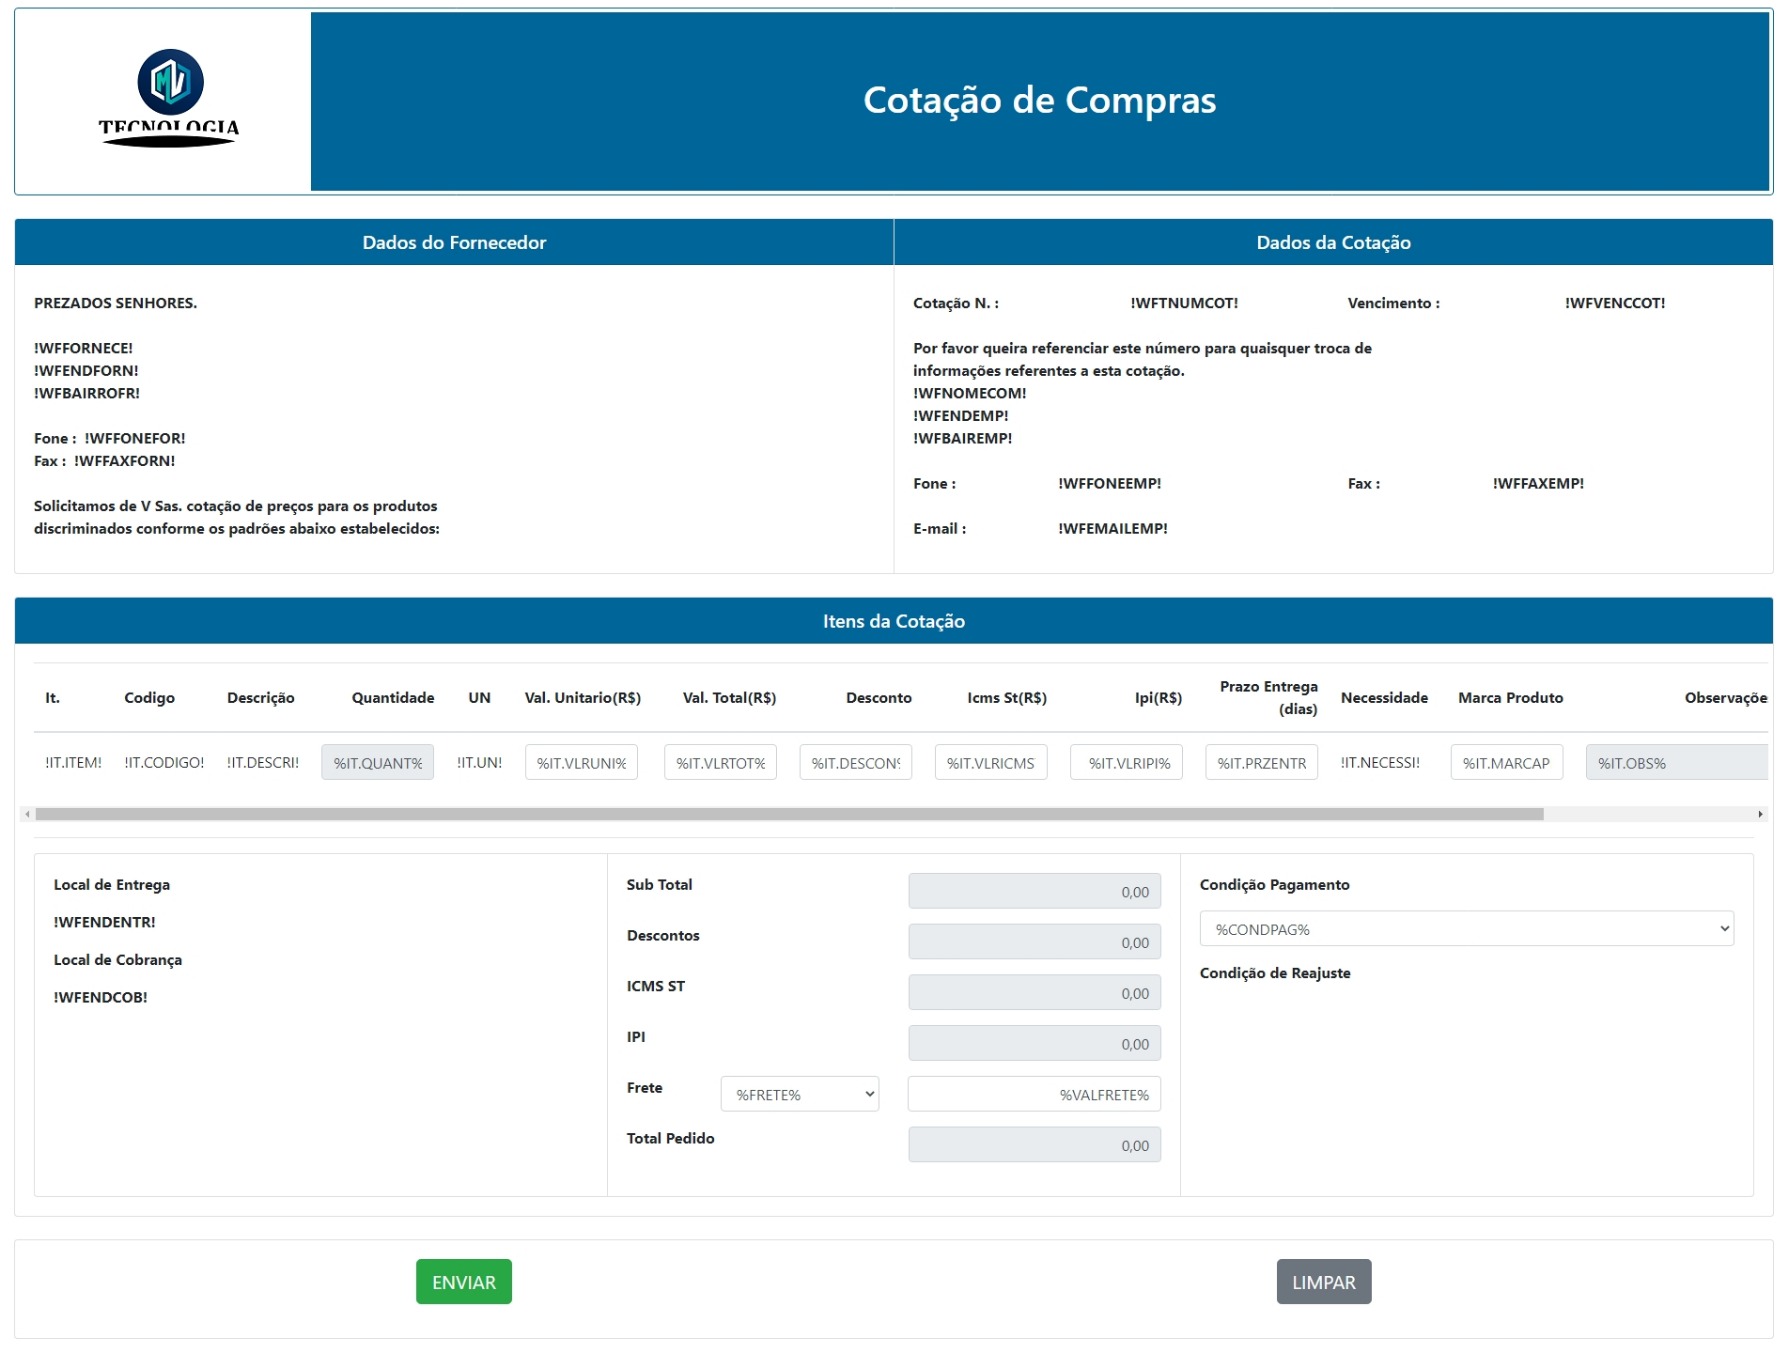 MV
TECNOLOGIA
Cotação de Compras
Dados do Fornecedor
PREZADOS SENHORES.
!WFFORNECE!
!WFENDFORN!
!WFBAIRROFR!
Fone : !WFFONEFOR!
Fax : !WFFAXFORN!
Solicitamos de V Sas. cotação de preços para os produtos
discriminados conforme os padrões abaixo estabelecidos:
Dados da Cotação
Cotação N. : !WFTNUMCOT! Vencimento : !WFVENCCOT!
Por favor queira referenciar este número para quaisquer troca de
informações referentes a esta cotação.
!WFNOMECOM!
!WFENDEMP!
!WFBAIREMP!
Fone : !WFFONEEMP! Fax : !WFFAXEMP!
E-mail : !WFEMAILEMP!
Itens da Cotação
It. Codigo Descrição Quantidade UN Val. Unitario(R$) Val. Total(R$) Desconto Icms St(R$) Ipi(R$) Prazo Entrega (dias) Necessidade Marca Produto Observaçõe
!IT.ITEM! !IT.CODIGO! !IT.DESCRI! %IT.QUANT% !IT.UN! %IT.VLRUNI% %IT.VLRTOT% %IT.DESCON% %IT.VLRICMS %IT.VLRIPI% %IT.PRZENTR !IT.NECESSI! %IT.MARCAP %IT.OBS%
Local de Entrega
!WFENDENTR!
Local de Cobrança
!WFENDCOB!
Sub Total 0,00
Descontos 0,00
ICMS ST 0,00
IPI 0,00
Frete %FRETE% %VALFRETE%
Total Pedido 0,00
Condição Pagamento
%CONDPAG%
Condição de Reajuste
ENVIAR
LIMPAR